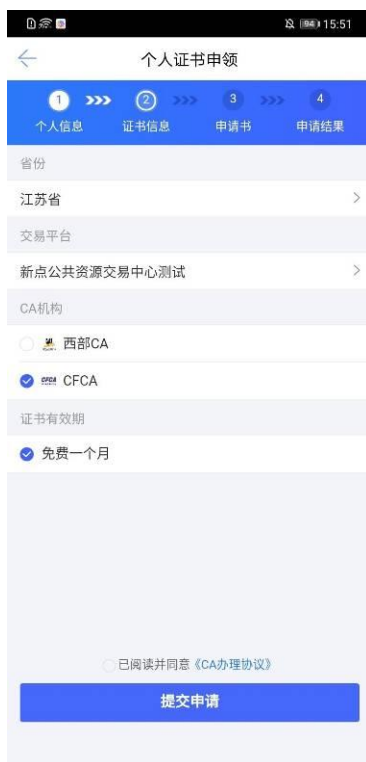 94 15:51
个人证书申领
1 2 3 4
个人信息 证书信息 申请书 申请结果
省份
江苏省
交易平台
新点公共资源交易中心测试
CA机构
西部CA
CFCA CFCA
证书有效期
免费一个月
已阅读并同意《CA办理协议》
提交申请